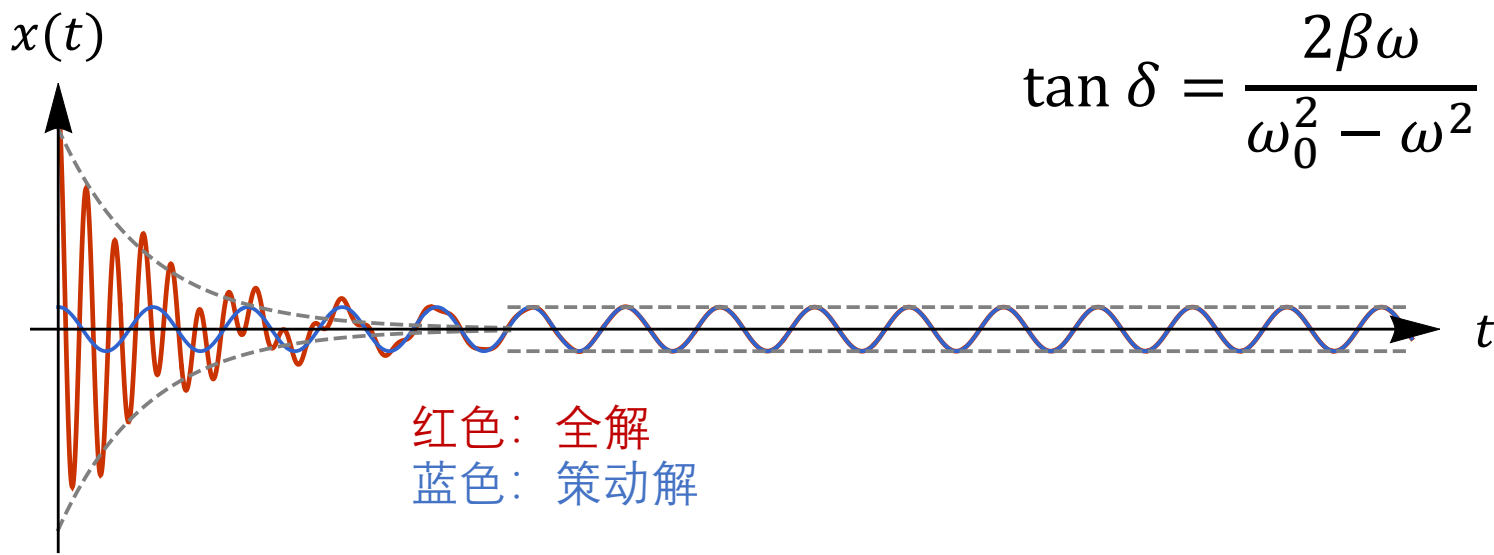 x(t)
tan δ = 2βω / (ω₀² − ω²)
t
红色：全解
蓝色：策动解